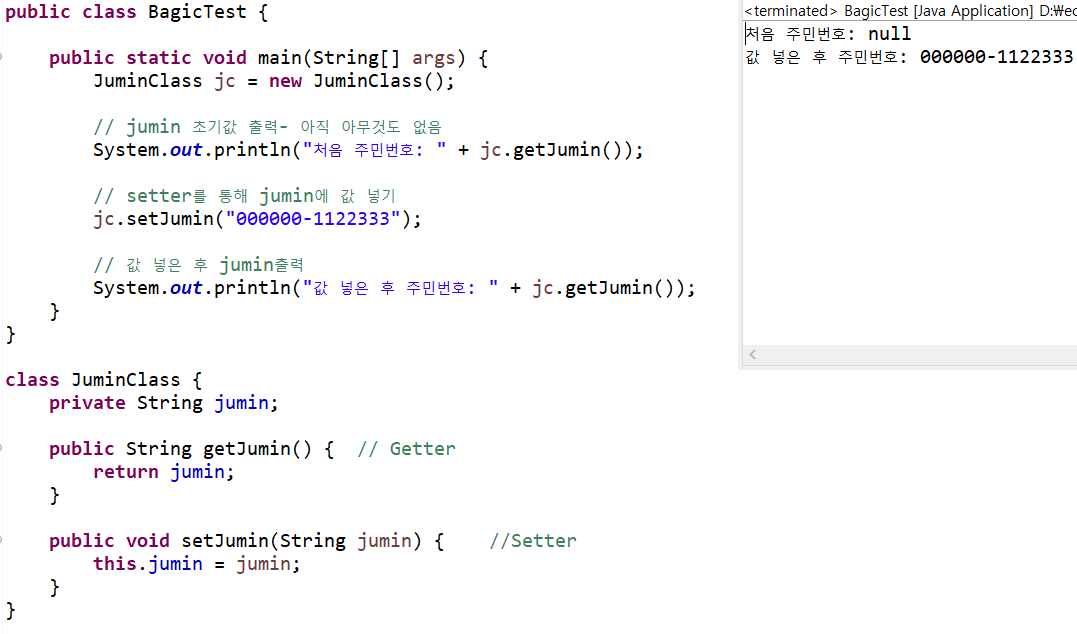 public class BagicTest {
public static void main(String[] args) {
JuminClass jc = new JuminClass();
// jumin 초기값 출력- 아직 아무것도 없음
System.out.println("처음 주민번호: " + jc.getJumin());
// setter를 통해 jumin에 값 넣기
jc.setJumin("000000-1122333");
// 값 넣은 후 jumin출력
System.out.println("값 넣은 후 주민번호: " + jc.getJumin());
}
}
class JuminClass {
private String jumin;
public String getJumin() {  // Getter
return jumin;
}
public void setJumin(String jumin) {    //Setter
this.jumin = jumin;
}
}
<terminated> BagicTest [Java Application] D:₩ec
처음 주민번호: null
값 넣은 후 주민번호: 000000-1122333